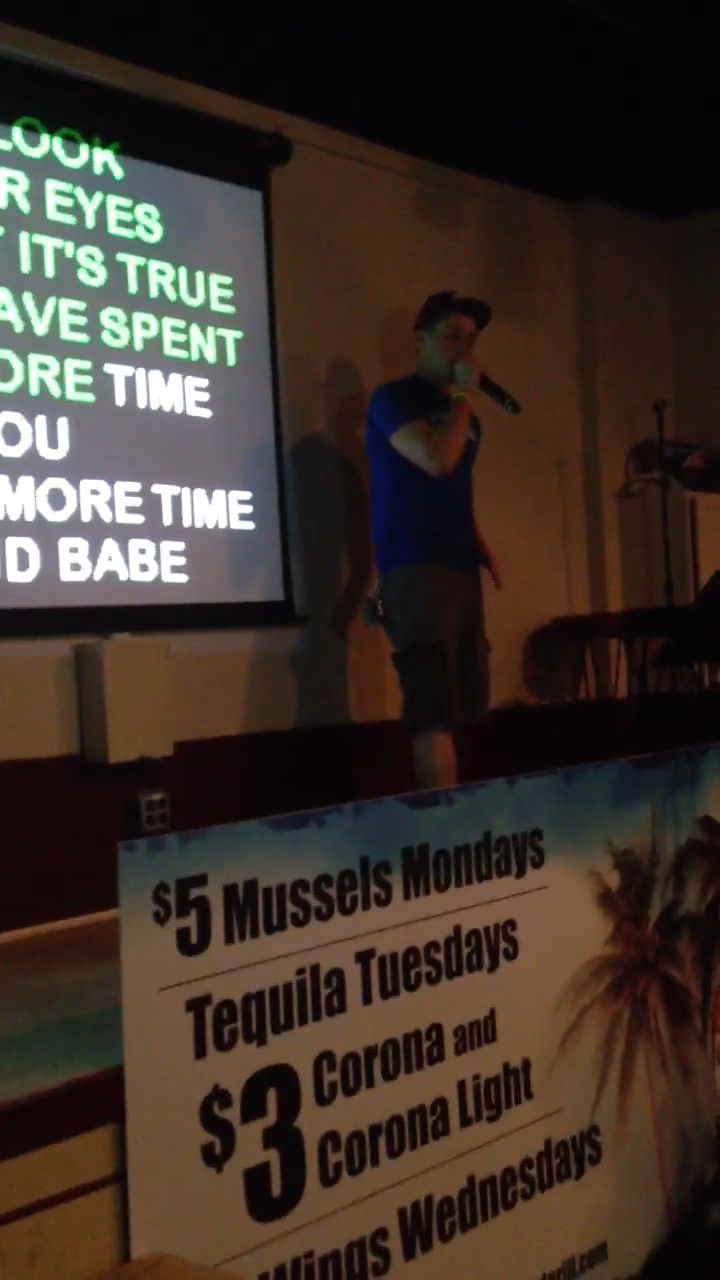 LOOK
R EYES
IT'S TRUE
AVE SPENT
ORE TIME
OU
MORE TIME
D BABE
$5 Mussels Mondays
Tequila Tuesdays
$3 Corona and
Corona Light
Wings Wednesdays